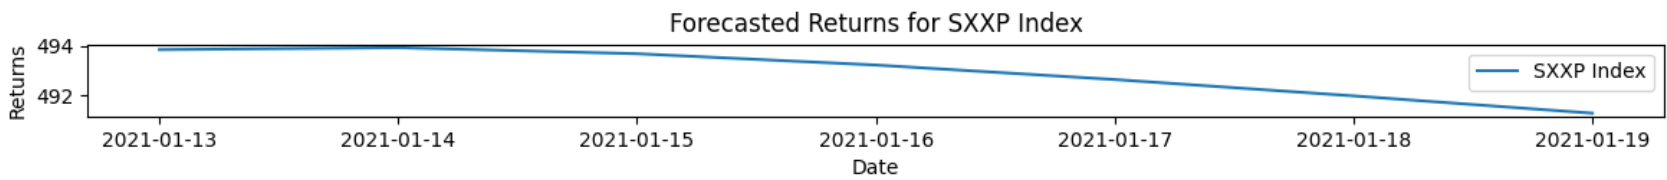 Forecasted Returns for SXXP Index
Returns
494
492
SXXP Index
2021-01-13 2021-01-14 2021-01-15 2021-01-16 2021-01-17 2021-01-18 2021-01-19
Date